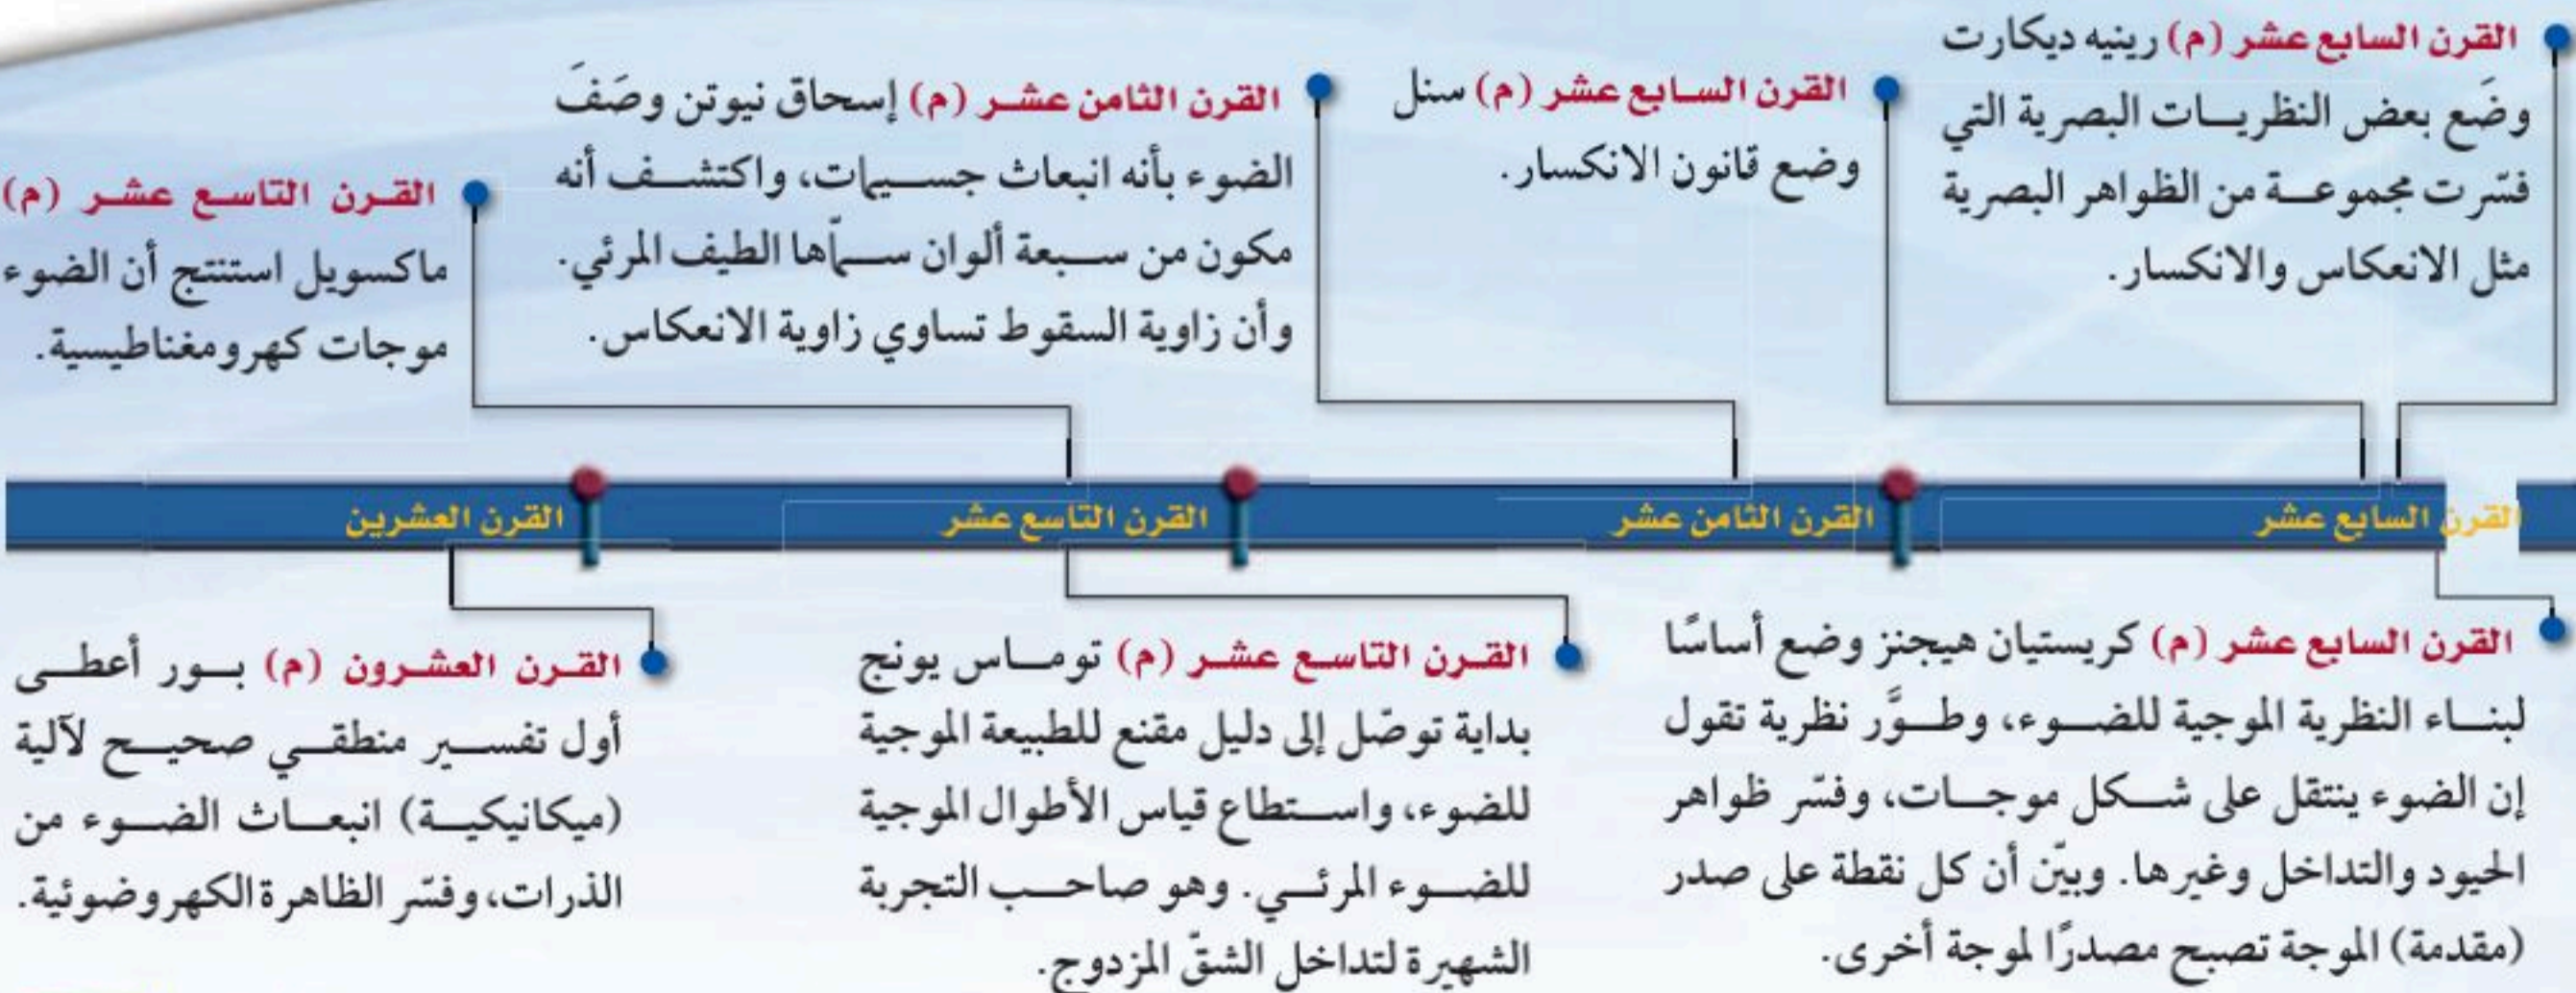 القرن السابع عشر (م) رينيه ديكارت
وضَع بعض النظريات البصرية التي
فسّرت مجموعة من الظواهر البصرية
مثل الانعكاس والانكسار.
القرن السابع عشر (م) سنل
وضع قانون الانكسار.
القرن الثامن عشر (م) إسحاق نيوتن وصَفَ
الضوء بأنه انبعاث جسيمات، واكتشف أنه
مكون من سبعة ألوان سماّها الطيف المرئي.
وأن زاوية السقوط تساوي زاوية الانعكاس.
القرن التاسع عشر (م)
ماكسويل استنتج أن الضوء
موجات كهرومغناطيسية.
القرن السابع عشر
القرن الثامن عشر
القرن التاسع عشر
القرن العشرين
القرن السابع عشر (م) كريستيان هيجنز وضع أساسًا
لبناء النظرية الموجية للضوء، وطوَّر نظرية تقول
إن الضوء ينتقل على شكل موجات، وفسّر ظواهر
الحيود والتداخل وغيرها. وبيّن أن كل نقطة على صدر
(مقدمة) الموجة تصبح مصدرًا لموجة أخرى.
القرن التاسع عشر (م) توماس يونج
بداية توصّل إلى دليل مقنع للطبيعة الموجية
للضوء، واستطاع قياس الأطوال الموجية
للضوء المرئي. وهو صاحب التجربة
الشهيرة لتداخل الشقّ المزدوج.
القرن العشرون (م) بور أعطى
أول تفسير منطقي صحيح لآلية
(ميكانيكية) انبعاث الضوء من
الذرات، وفسّر الظاهرة الكهروضوئية.